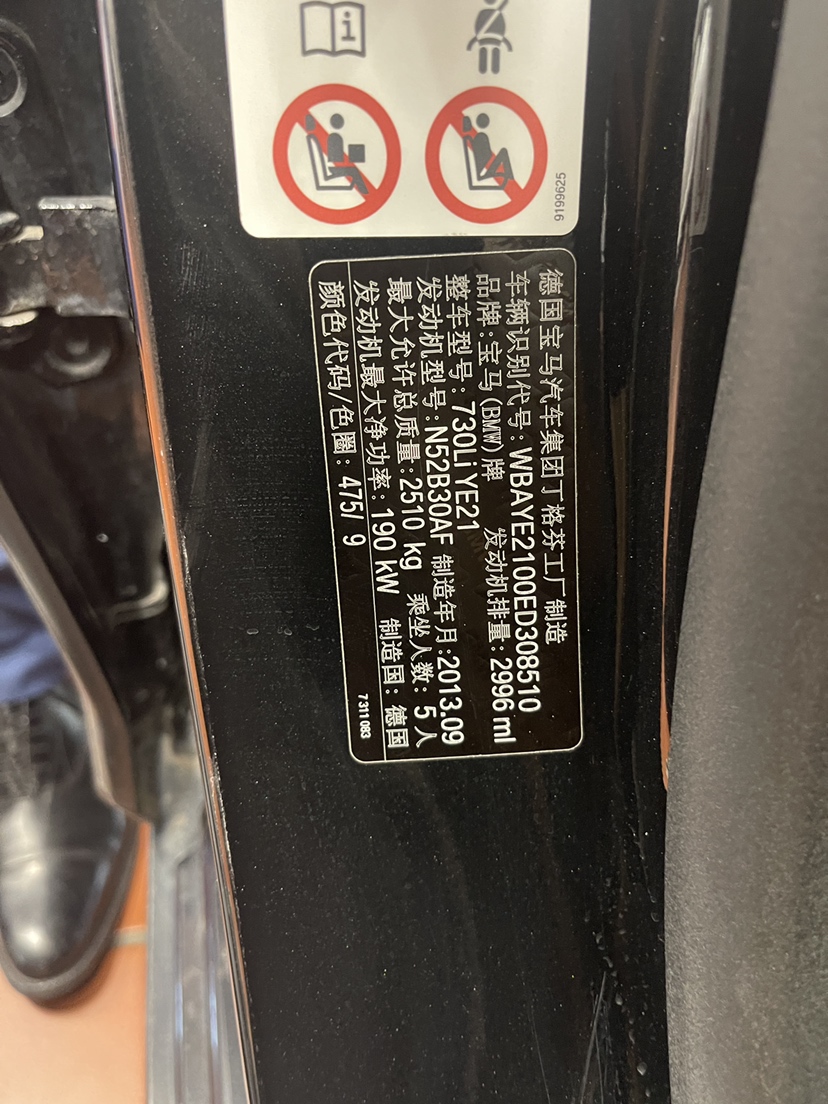 9199625
德国宝马汽车集团丁格芬工厂制造
车辆识别代号:WBAYE2100ED308510
品牌:宝马(BMW)牌 发动机排量:2996 ml
整车型号:730Li YE21
发动机型号:N52B30AF 制造年月:2013.09
最大允许总质量:2510 kg 乘坐人数:5人
发动机最大净功率:190 kW 制造国:德国
颜色代码/色圈:475/ 9
7 311 083